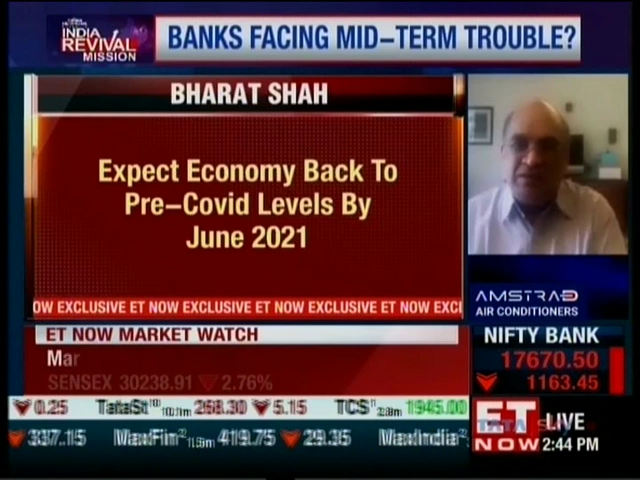 INDIA
REVIVAL
MISSION
BANKS FACING MID-TERM TROUBLE?
BHARAT SHAH
Expect Economy Back To
Pre-Covid Levels By
June 2021
OW EXCLUSIVE ET NOW EXCLUSIVE ET NOW EXCLUSIVE ET NOW EXCL
AMSTRAD
AIR CONDITIONERS
ET NOW MARKET WATCH
Mar
SENSEX 30238.91 2.76%
NIFTY BANK
17670.50
1163.45
0.25 TataSt 268.30 5.15 TCS 1945.00
337.15 MaxFin 419.75 29.35 MaxIndia
ET
NOW
LIVE
2:44 PM
TATA Sky